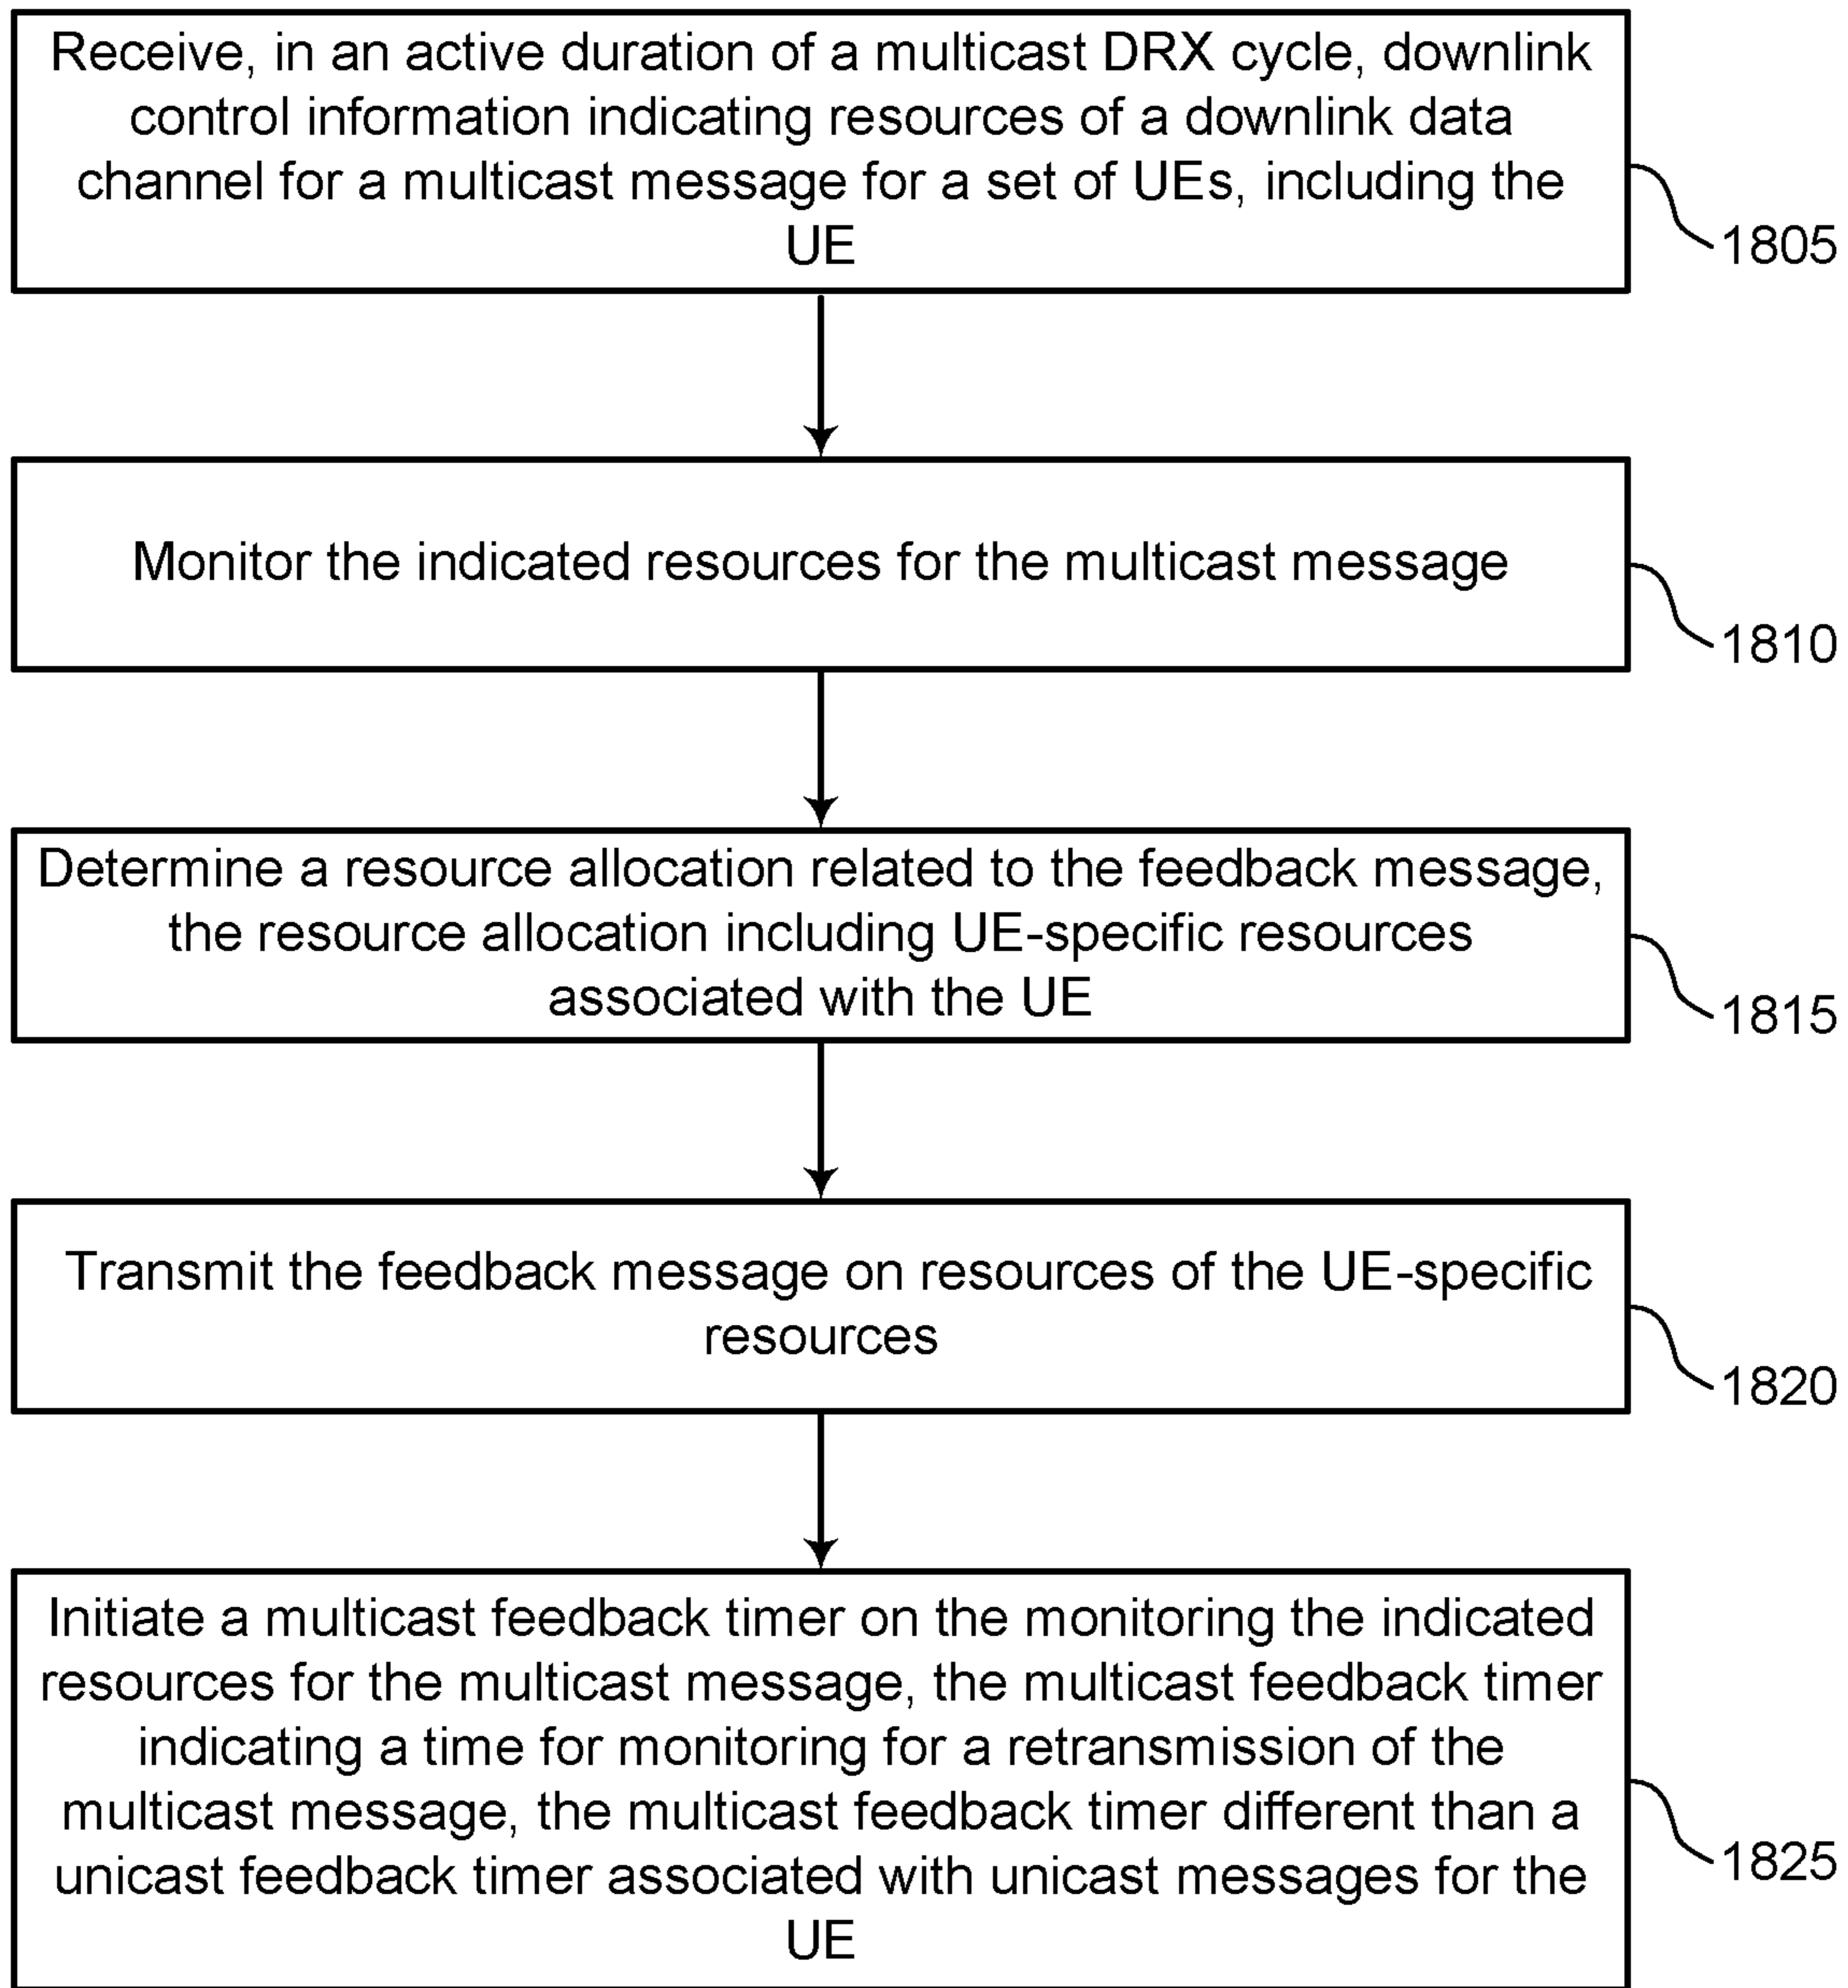 Receive, in an active duration of a multicast DRX cycle, downlink
control information indicating resources of a downlink data
channel for a multicast message for a set of UEs, including the
UE
1805
Monitor the indicated resources for the multicast message
1810
Determine a resource allocation related to the feedback message,
the resource allocation including UE-specific resources
associated with the UE
1815
Transmit the feedback message on resources of the UE-specific
resources
1820
Initiate a multicast feedback timer on the monitoring the indicated
resources for the multicast message, the multicast feedback timer
indicating a time for monitoring for a retransmission of the
multicast message, the multicast feedback timer different than a
unicast feedback timer associated with unicast messages for the
UE
1825